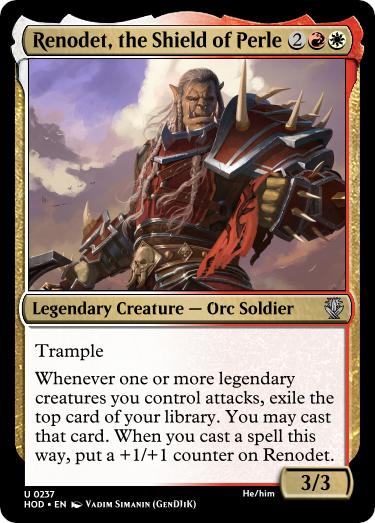 Renodet, the Shield of Perle 2
Legendary Creature — Orc Soldier
Trample
Whenever one or more legendary
creatures you control attacks, exile the
top card of your library. You may cast
that card. When you cast a spell this
way, put a +1/+1 counter on Renodet.
3/3
U 0237
He/him
HOD • EN Vadim Simanin (GenDI1K)